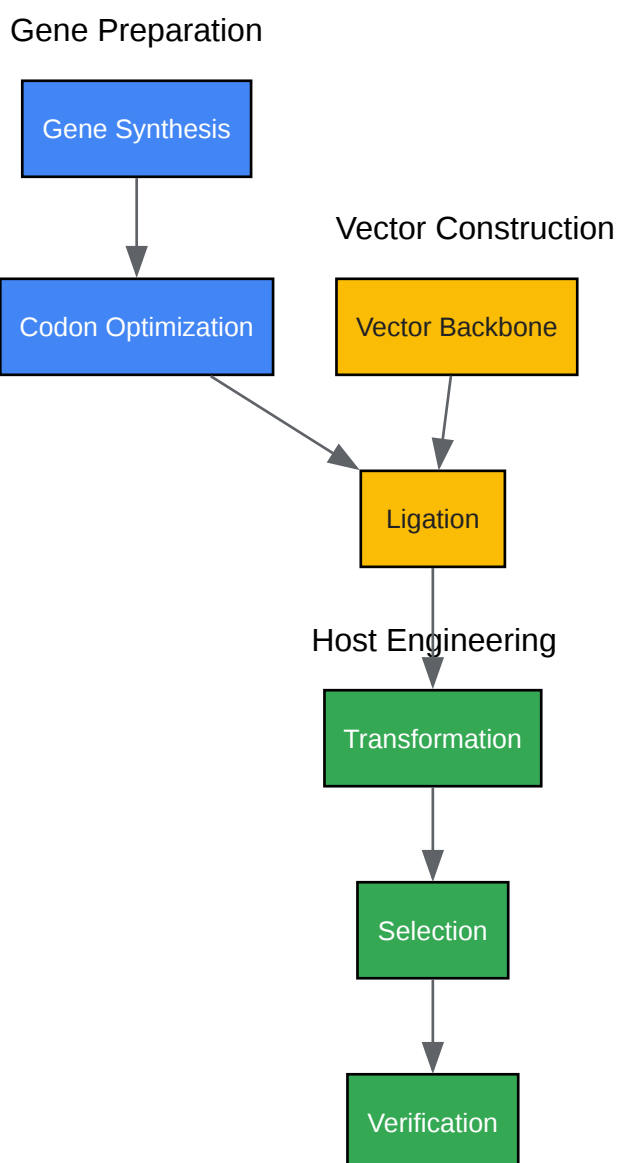 Gene Preparation
Gene Synthesis
Vector Construction
Codon Optimization
Vector Backbone
Ligation
Host Engineering
Transformation
Selection
Verification